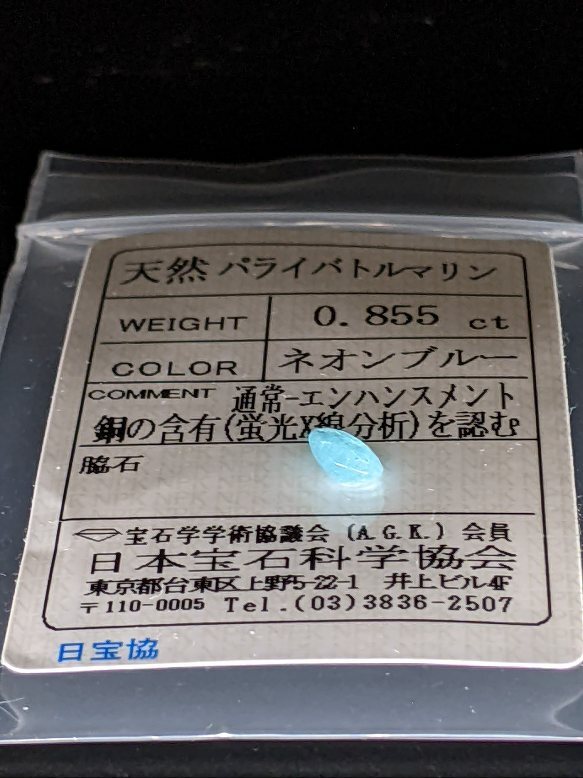 天然 パライバトルマリン
WEIGHT 0.855 ct
COLOR ネオンブルー
COMMENT 通常-エンハンスメント
銅の含有(蛍光X線分析)を認む
脇石
宝石学学術協議会 (A.G.K.) 会員
日本宝石科学協会
東京都台東区上野5-22-1 井上ビル4F
〒110-0005 Tel.(03)3836-2507
日宝協